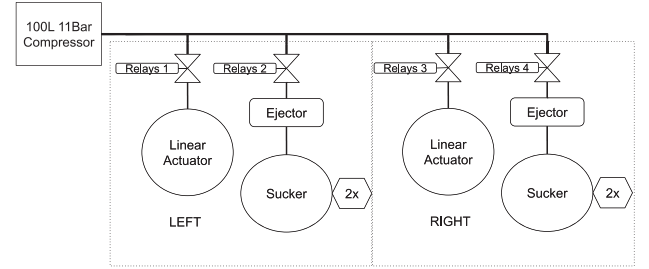 100L 11Bar
Compressor
Relays 1
Relays 2
Relays 3
Relays 4
Ejector
Ejector
Linear
Actuator
Sucker
2x
Linear
Actuator
Sucker
2x
LEFT
RIGHT